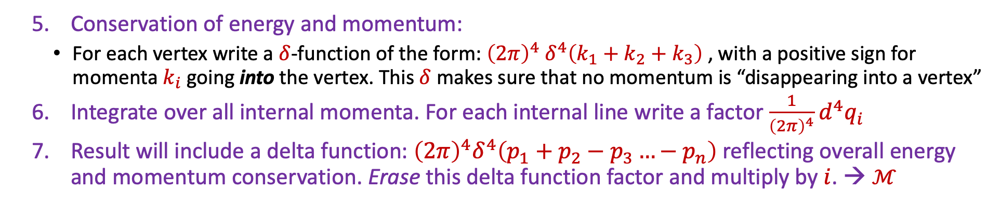 5. Conservation of energy and momentum:
• For each vertex write a δ-function of the form: (2π)⁴ δ⁴(k₁ + k₂ + k₃) , with a positive sign for
momenta kᵢ going into the vertex. This δ makes sure that no momentum is “disappearing into a vertex”
6. Integrate over all internal momenta. For each internal line write a factor 1/(2π)⁴ d⁴qᵢ
7. Result will include a delta function: (2π)⁴δ⁴(p₁ + p₂ − p₃ … − pₙ) reflecting overall energy
and momentum conservation. Erase this delta function factor and multiply by i. → ℳ